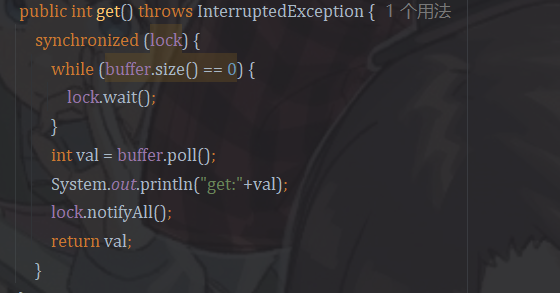 public int get() throws InterruptedException { 1 个用法
synchronized (lock) {
while (buffer.size() == 0) {
lock.wait();
}
int val = buffer.poll();
System.out.println("get:"+val);
lock.notifyAll();
return val;
}